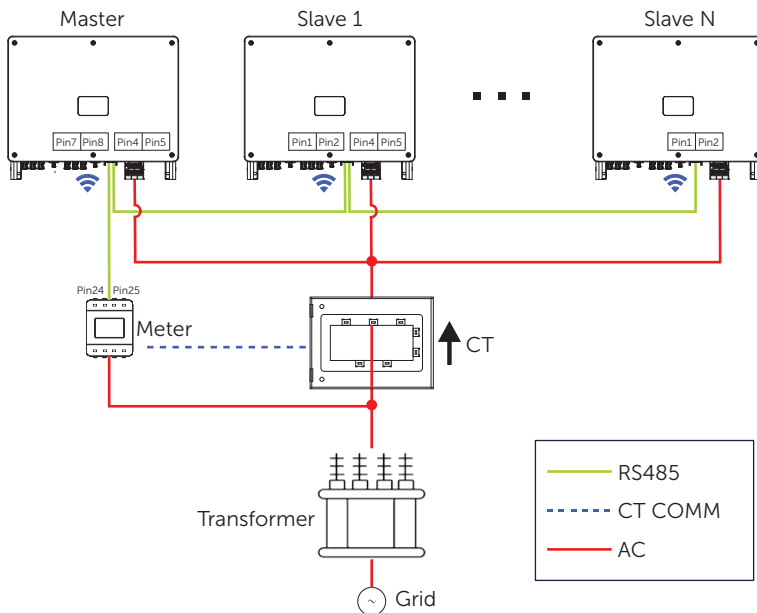 Master
Slave 1
Slave N
Pin7 Pin8 Pin4 Pin5
Pin1 Pin2 Pin4 Pin5
Pin1 Pin2
Pin24 Pin25
Meter
CT
Transformer
Grid
RS485
CT COMM
AC